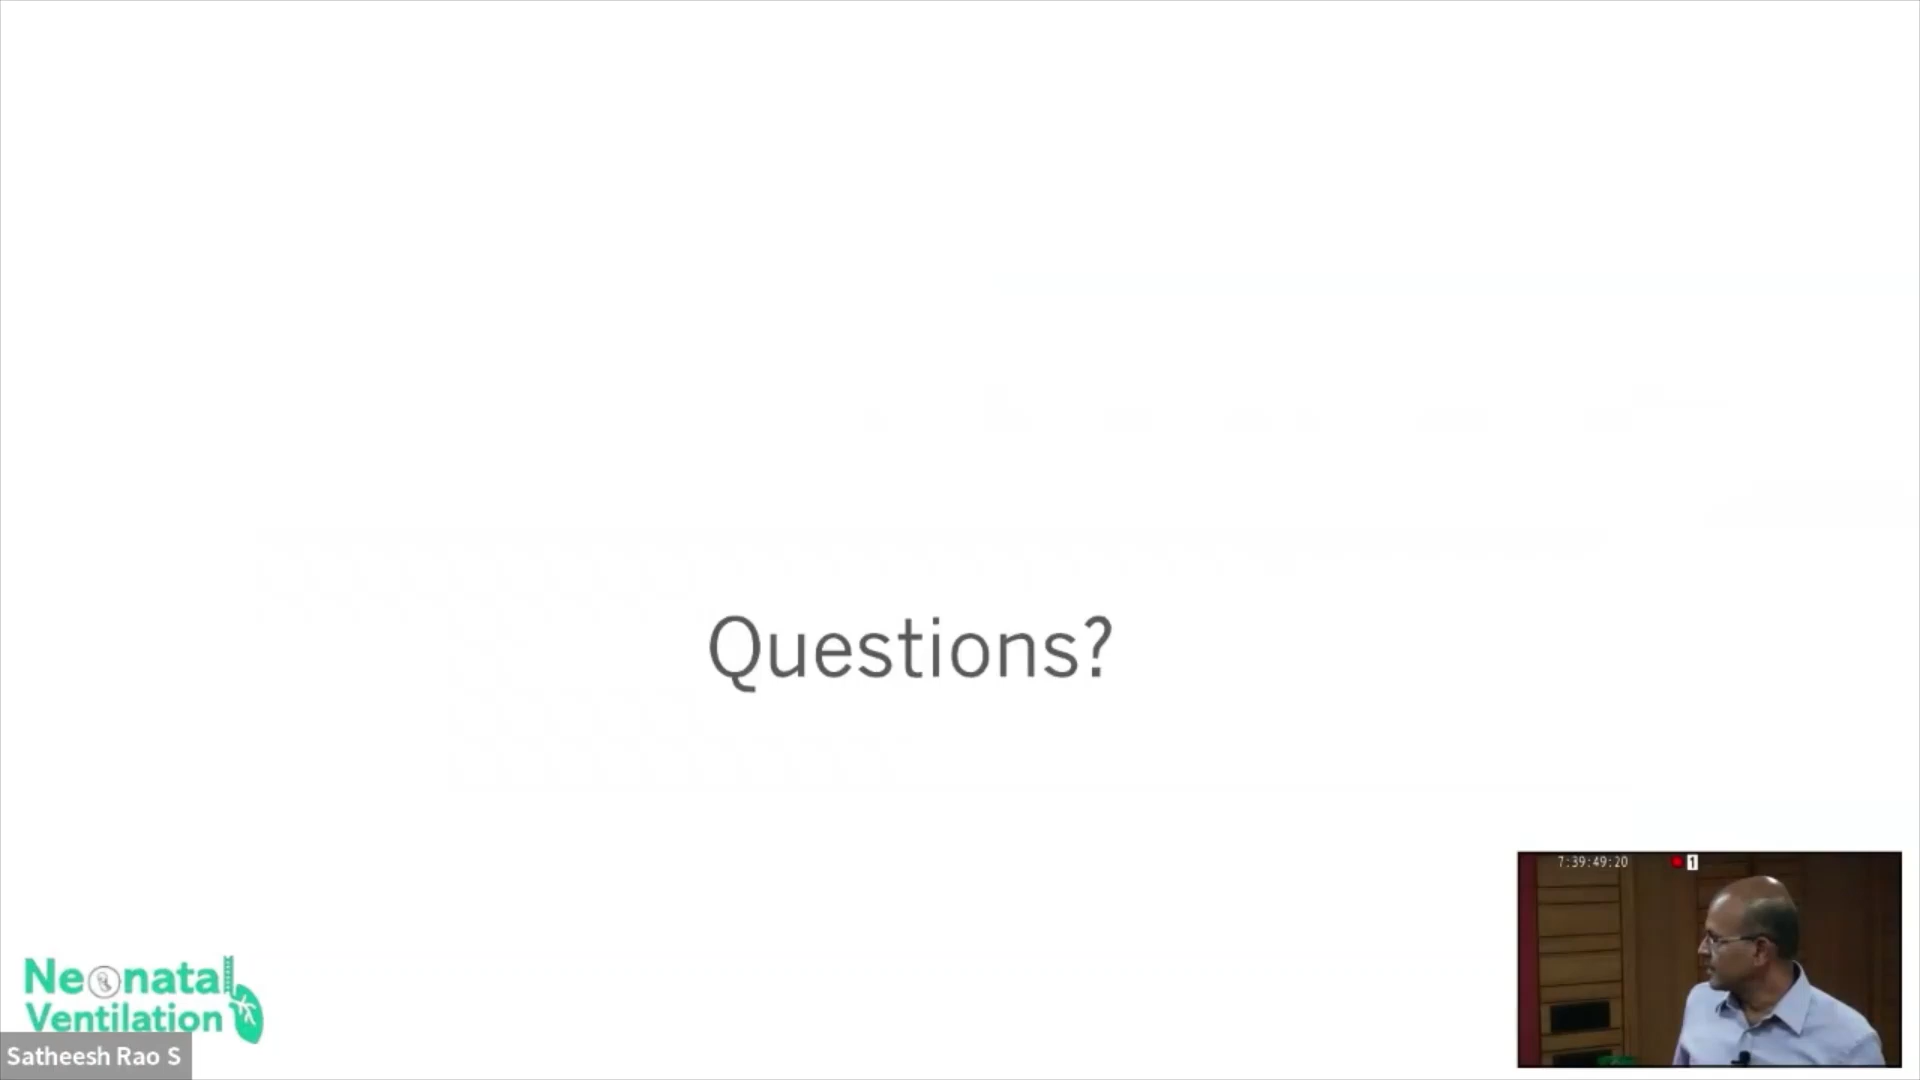 Questions?
7:39:49:20 1
Neonatal
Ventilation
Satheesh Rao S